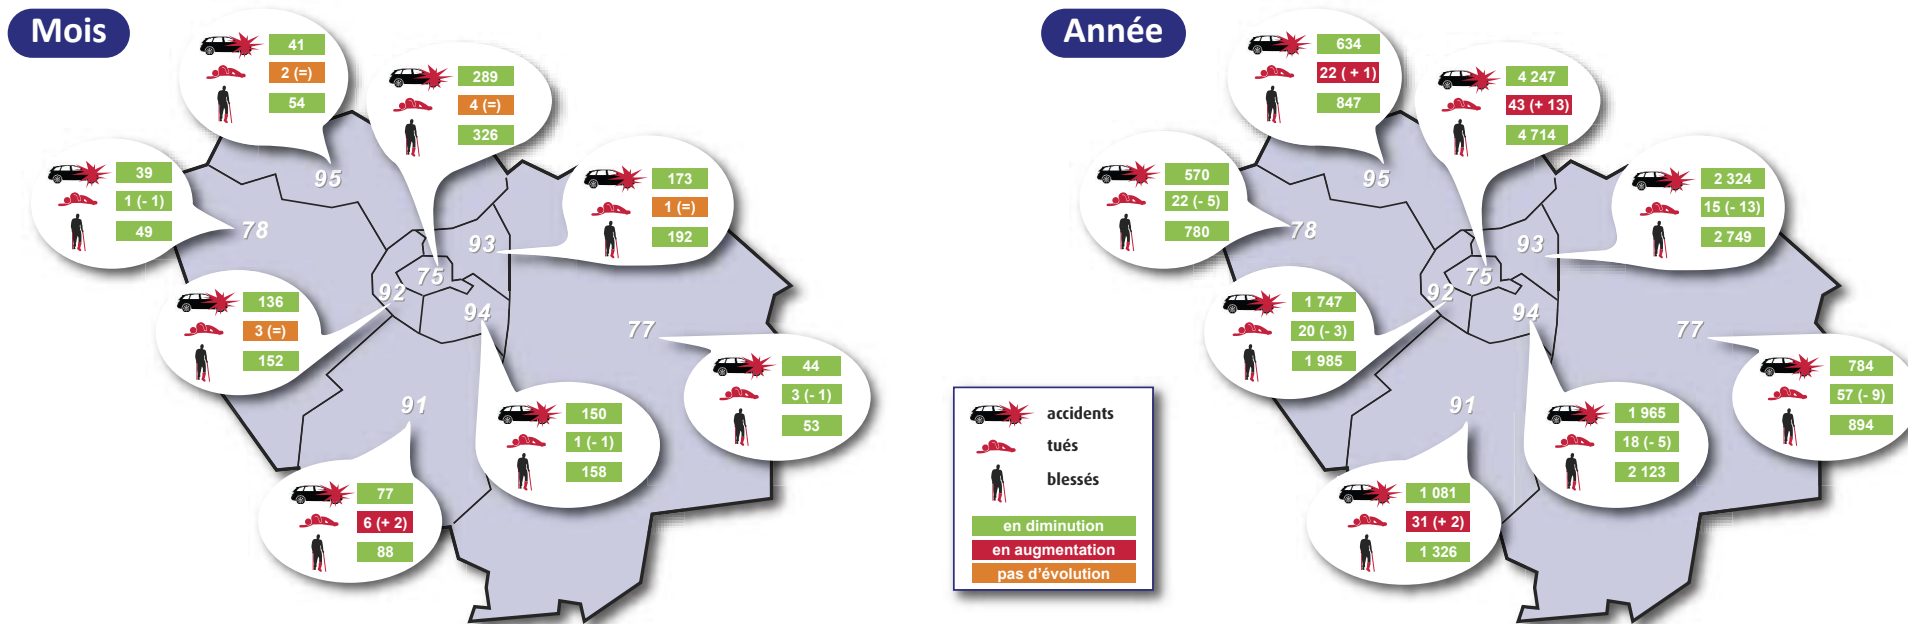 Mois
41
2 (=)
54
289
4 (=)
326
39
1 (- 1)
49
173
1 (=)
192
136
3 (=)
152
44
3 (- 1)
53
150
1 (- 1)
158
77
6 (+ 2)
88
95
78
93
75
92
94
77
91
accidents
tués
blessés
en diminution
en augmentation
pas d'évolution
Année
634
22 ( + 1)
847
4 247
43 (+ 13)
4 714
570
22 (- 5)
780
2 324
15 (- 13)
2 749
1 747
20 (- 3)
1 985
784
57 (- 9)
894
1 965
18 (- 5)
2 123
1 081
31 (+ 2)
1 326
95
78
93
75
92
94
77
91